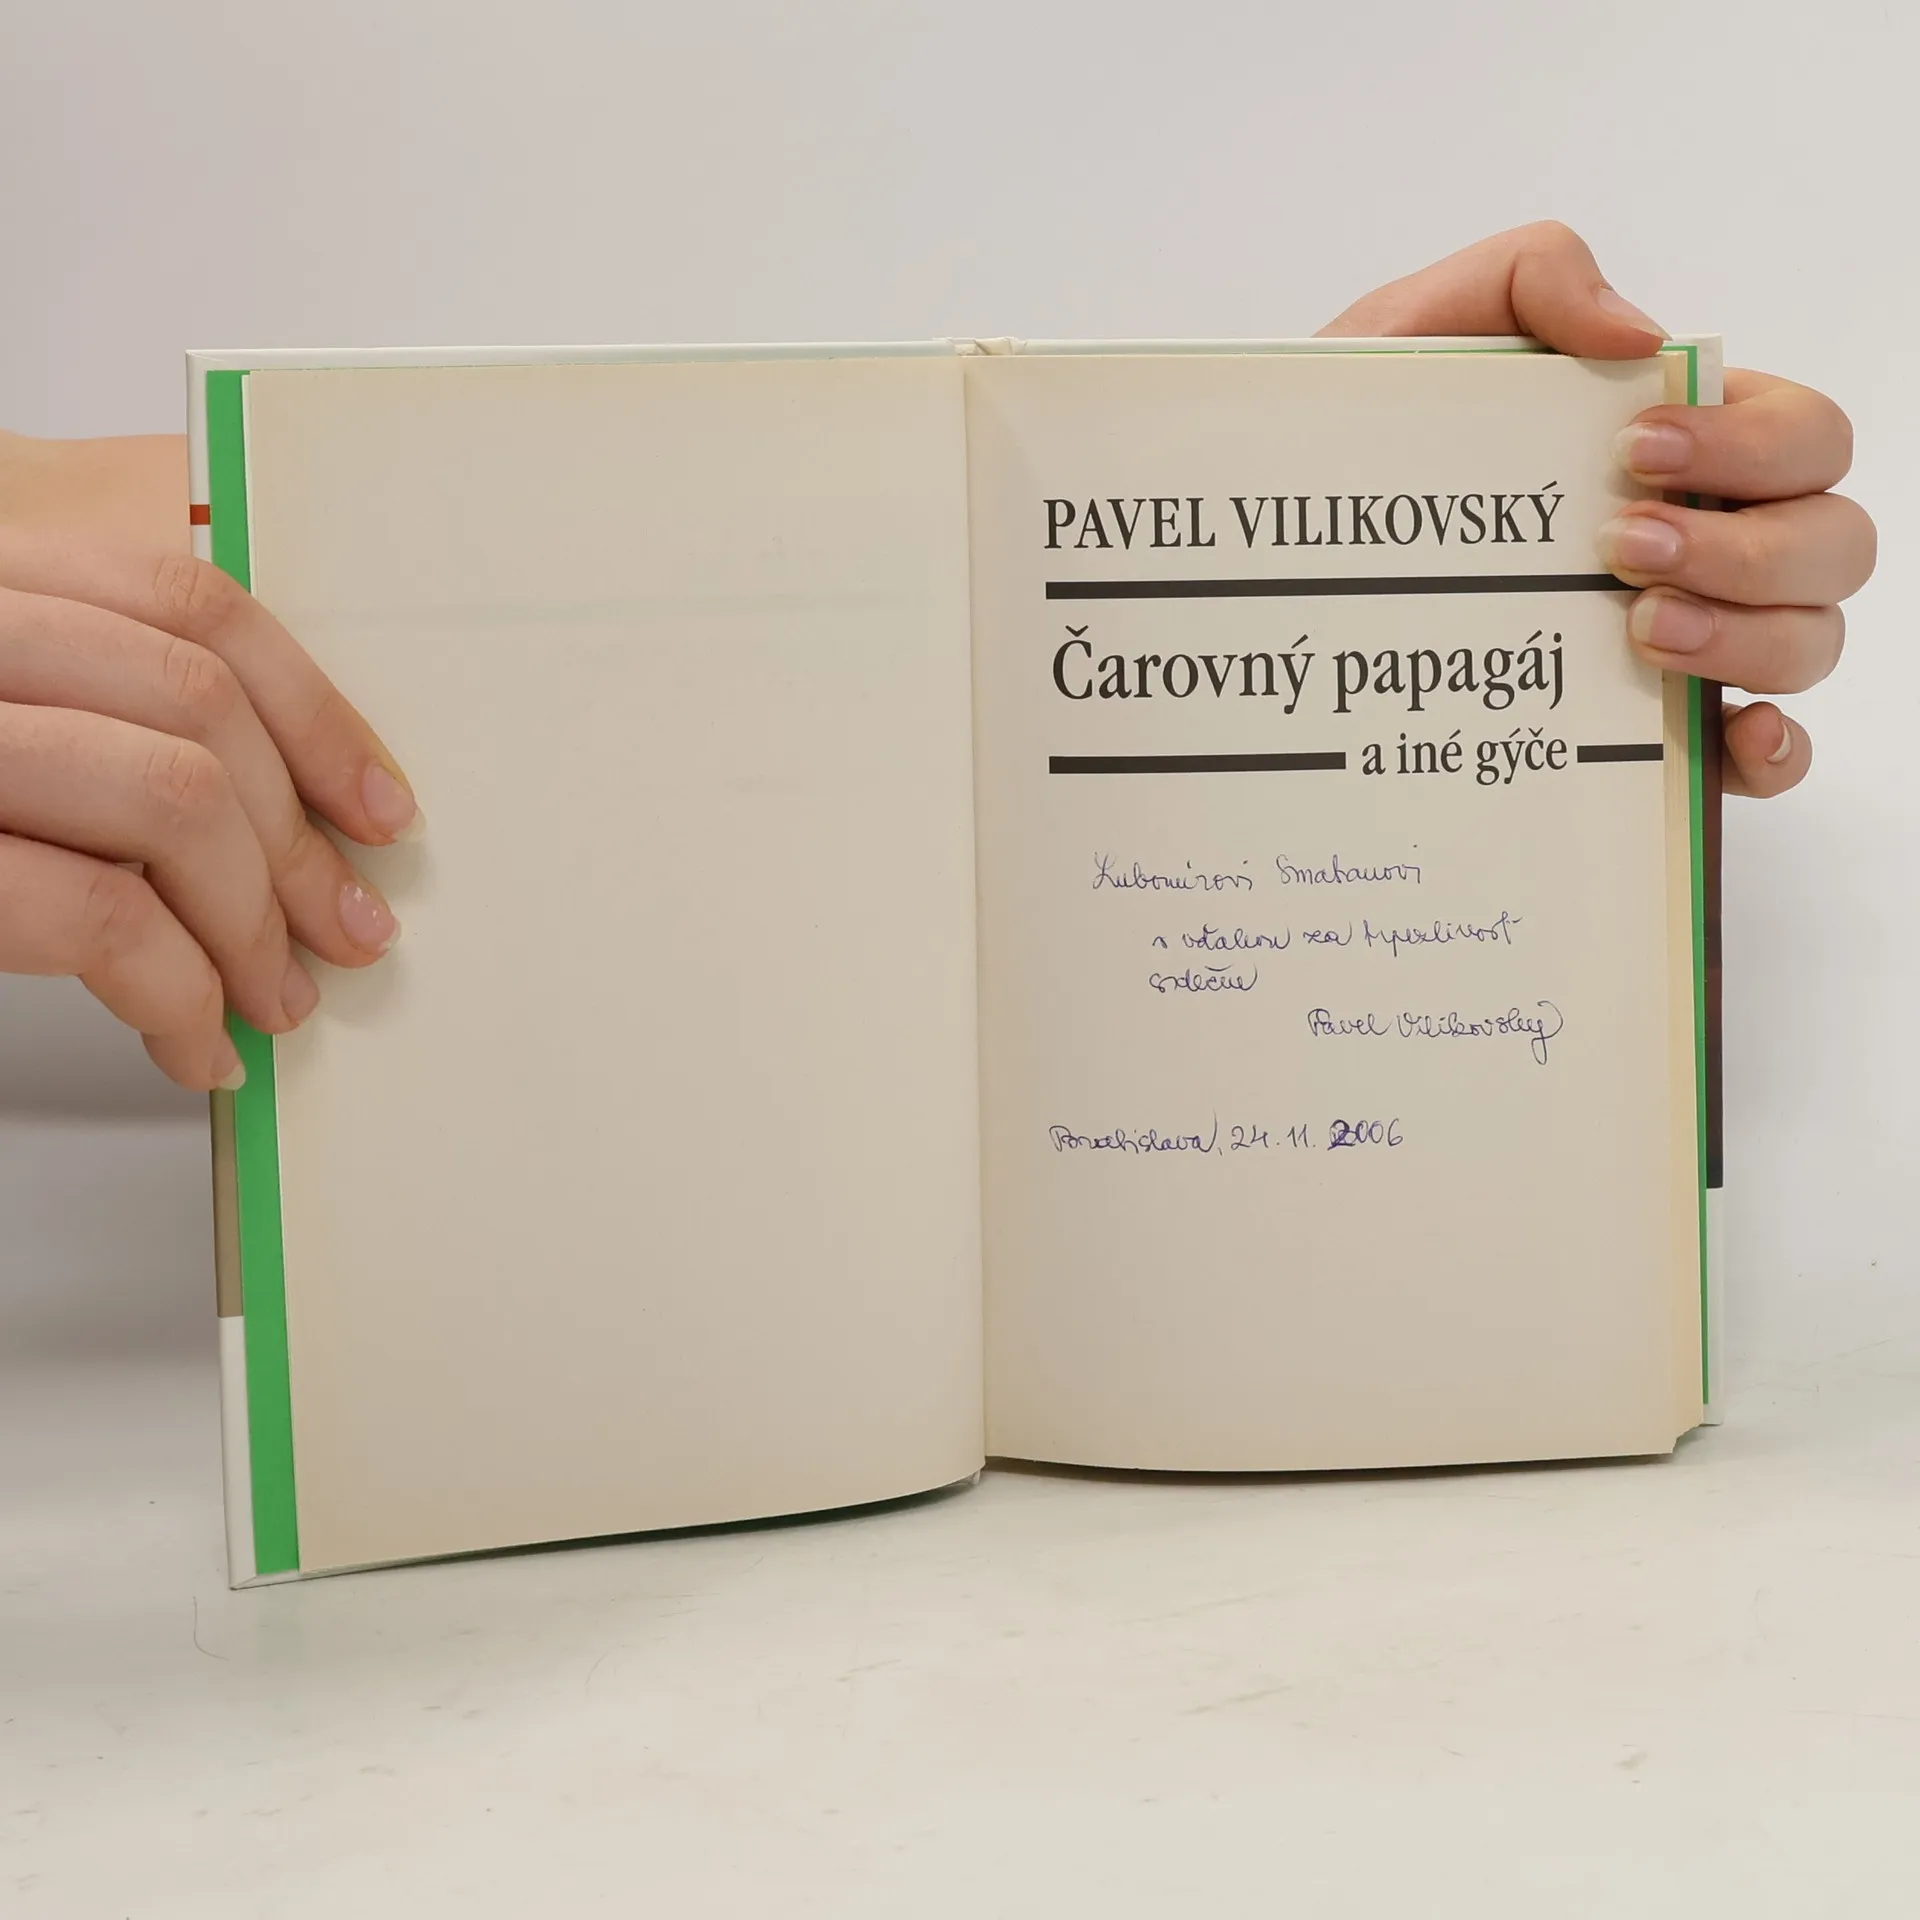 PAVEL VILIKOVSKÝ
Čarovný papagáj
a iné gýče
Ľubomírovi Smatanovi
s vďakou za trpezlivosť
srdečne
Pavel Vilikovský
Bratislava, 24. 11. 2006